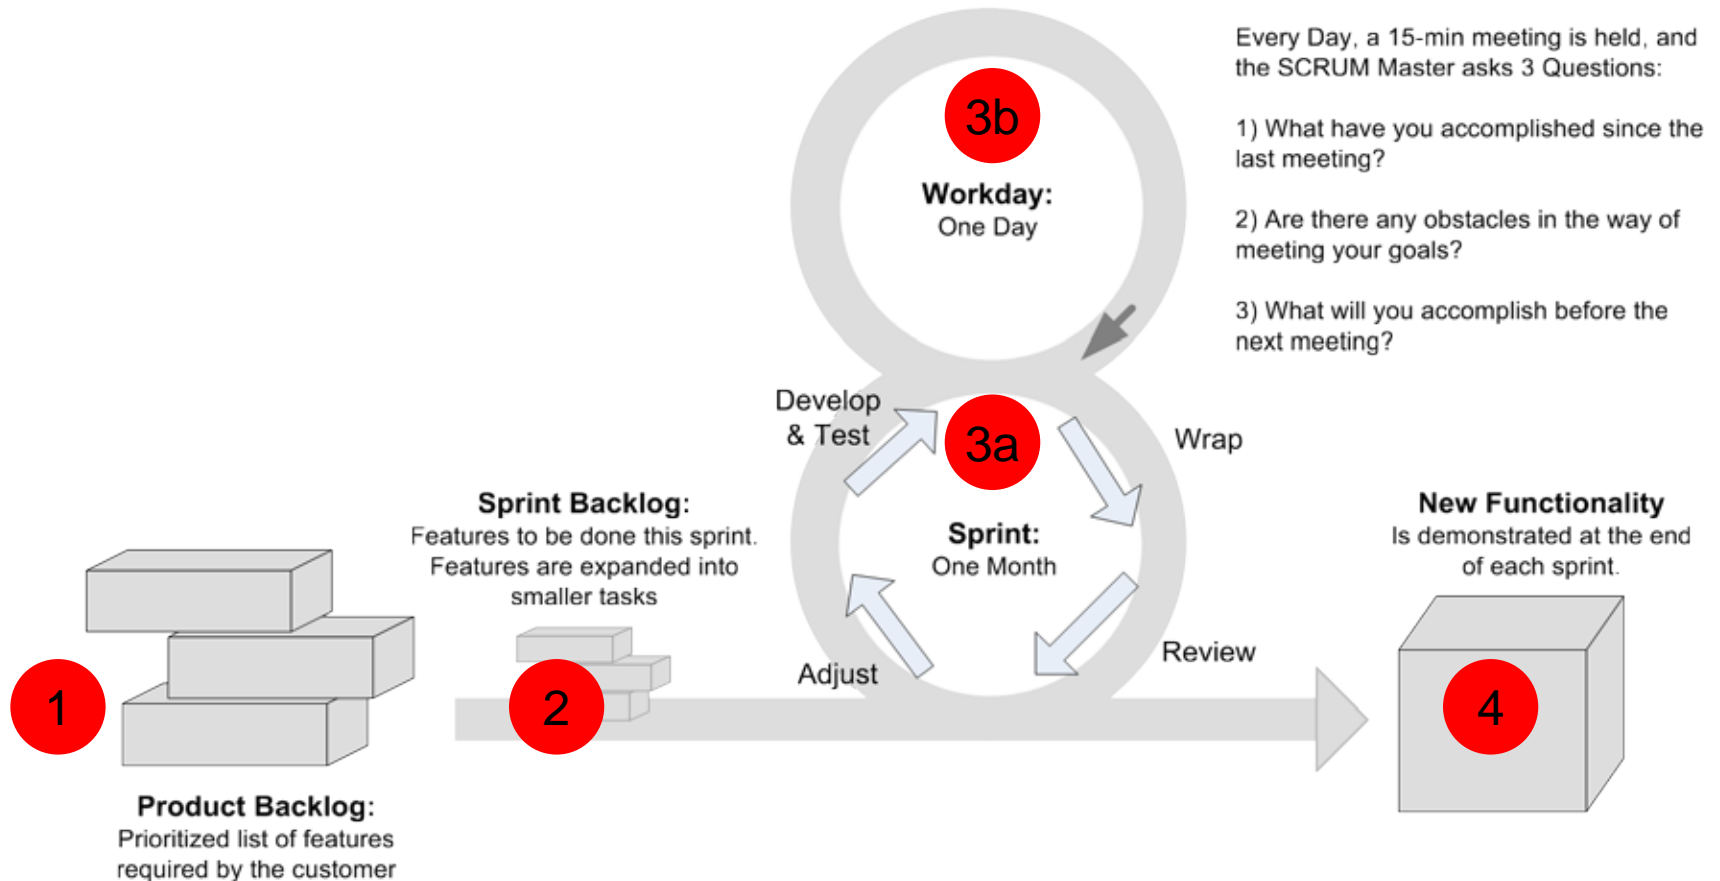 Every Day, a 15-min meeting is held, and
the SCRUM Master asks 3 Questions:
1) What have you accomplished since the
last meeting?
2) Are there any obstacles in the way of
meeting your goals?
3) What will you accomplish before the
next meeting?
3b
Workday:
One Day
Develop
& Test
3a
Wrap
Sprint:
One Month
Adjust
Review
Sprint Backlog:
Features to be done this sprint.
Features are expanded into
smaller tasks
New Functionality
Is demonstrated at the end
of each sprint.
1
2
4
Product Backlog:
Prioritized list of features
required by the customer